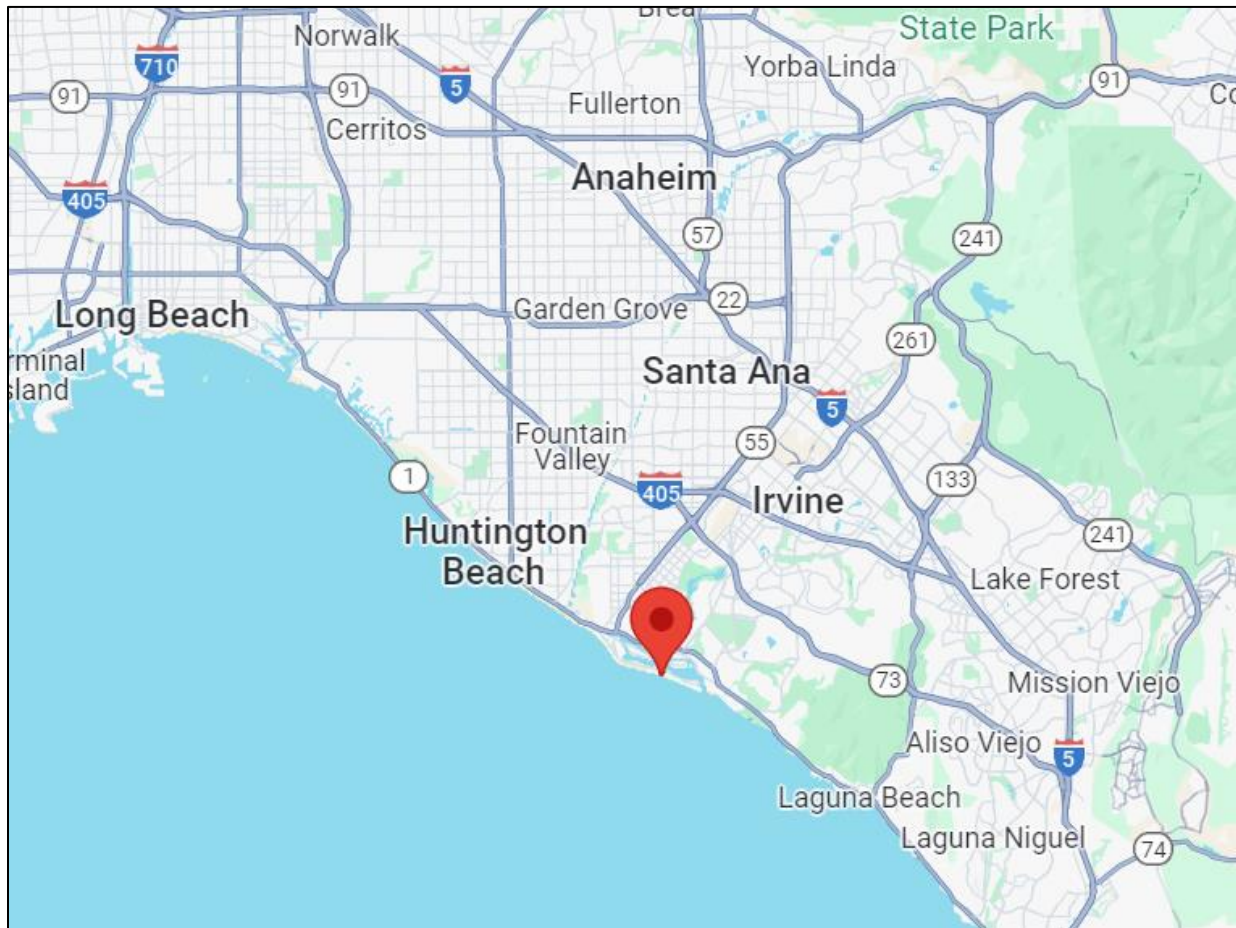 Brea
State Park
Norwalk
710
Yorba Linda
91
91
91
5
Fullerton
Co
Cerritos
Anaheim
405
57
241
22
Long Beach
Garden Grove
261
rminal
sland
Santa Ana
5
Fountain
Valley
55
1
405
133
Irvine
Huntington
Beach
241
Lake Forest
73
Mission Viejo
Aliso Viejo
5
Laguna Beach
Laguna Niguel
74